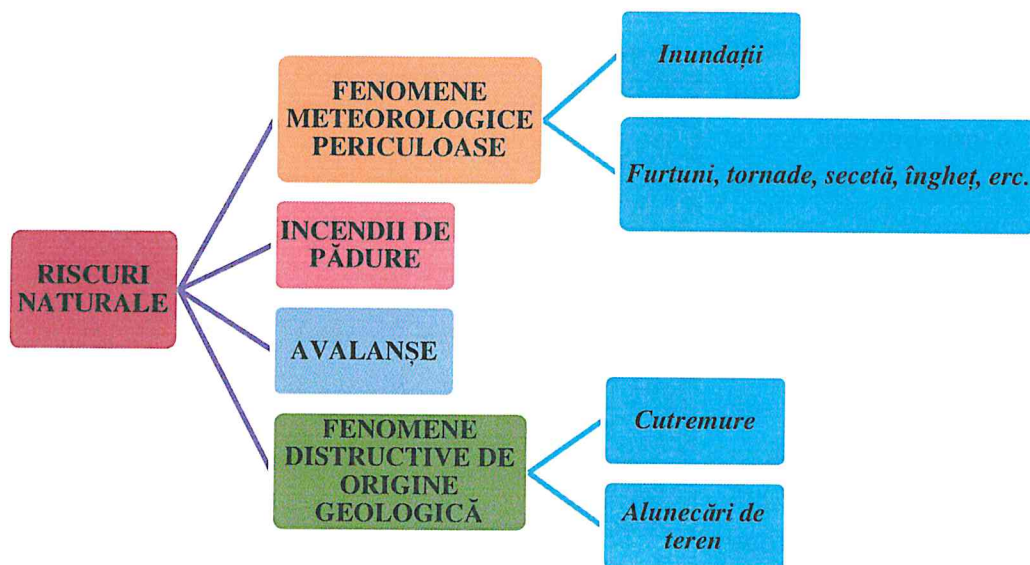 RISCURI
NATURALE
FENOMENE
METEOROLOGICE
PERICULOASE
Inundații
Furtuni, tornade, secetă, îngheț, erc.
INCENDII DE
PĂDURE
AVALANȘE
FENOMENE
DISTRUCTIVE DE
ORIGINE
GEOLOGICĂ
Cutremure
Alunecări de
teren